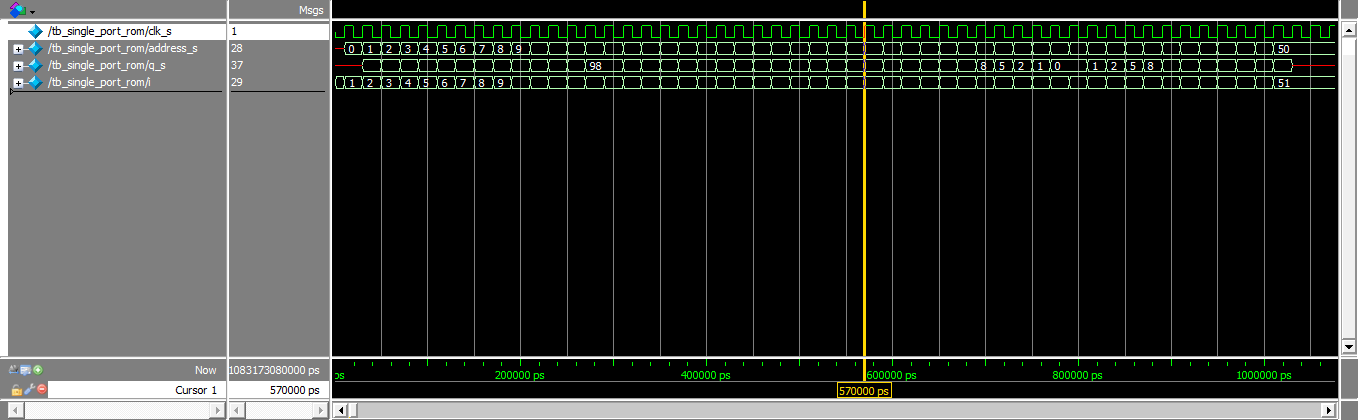 Msgs
/tb_single_port_rom/clk_s 1
/tb_single_port_rom/address_s 28 0 1 2 3 4 5 6 7 8 9 50
/tb_single_port_rom/q_s 37 98 8 5 2 1 0 1 2 5 8
/tb_single_port_rom/i 29 1 2 3 4 5 6 7 8 9 51
Now 1083173080000 ps ps 200000 ps 400000 ps 600000 ps 800000 ps 1000000 ps
Cursor 1 570000 ps 570000 ps